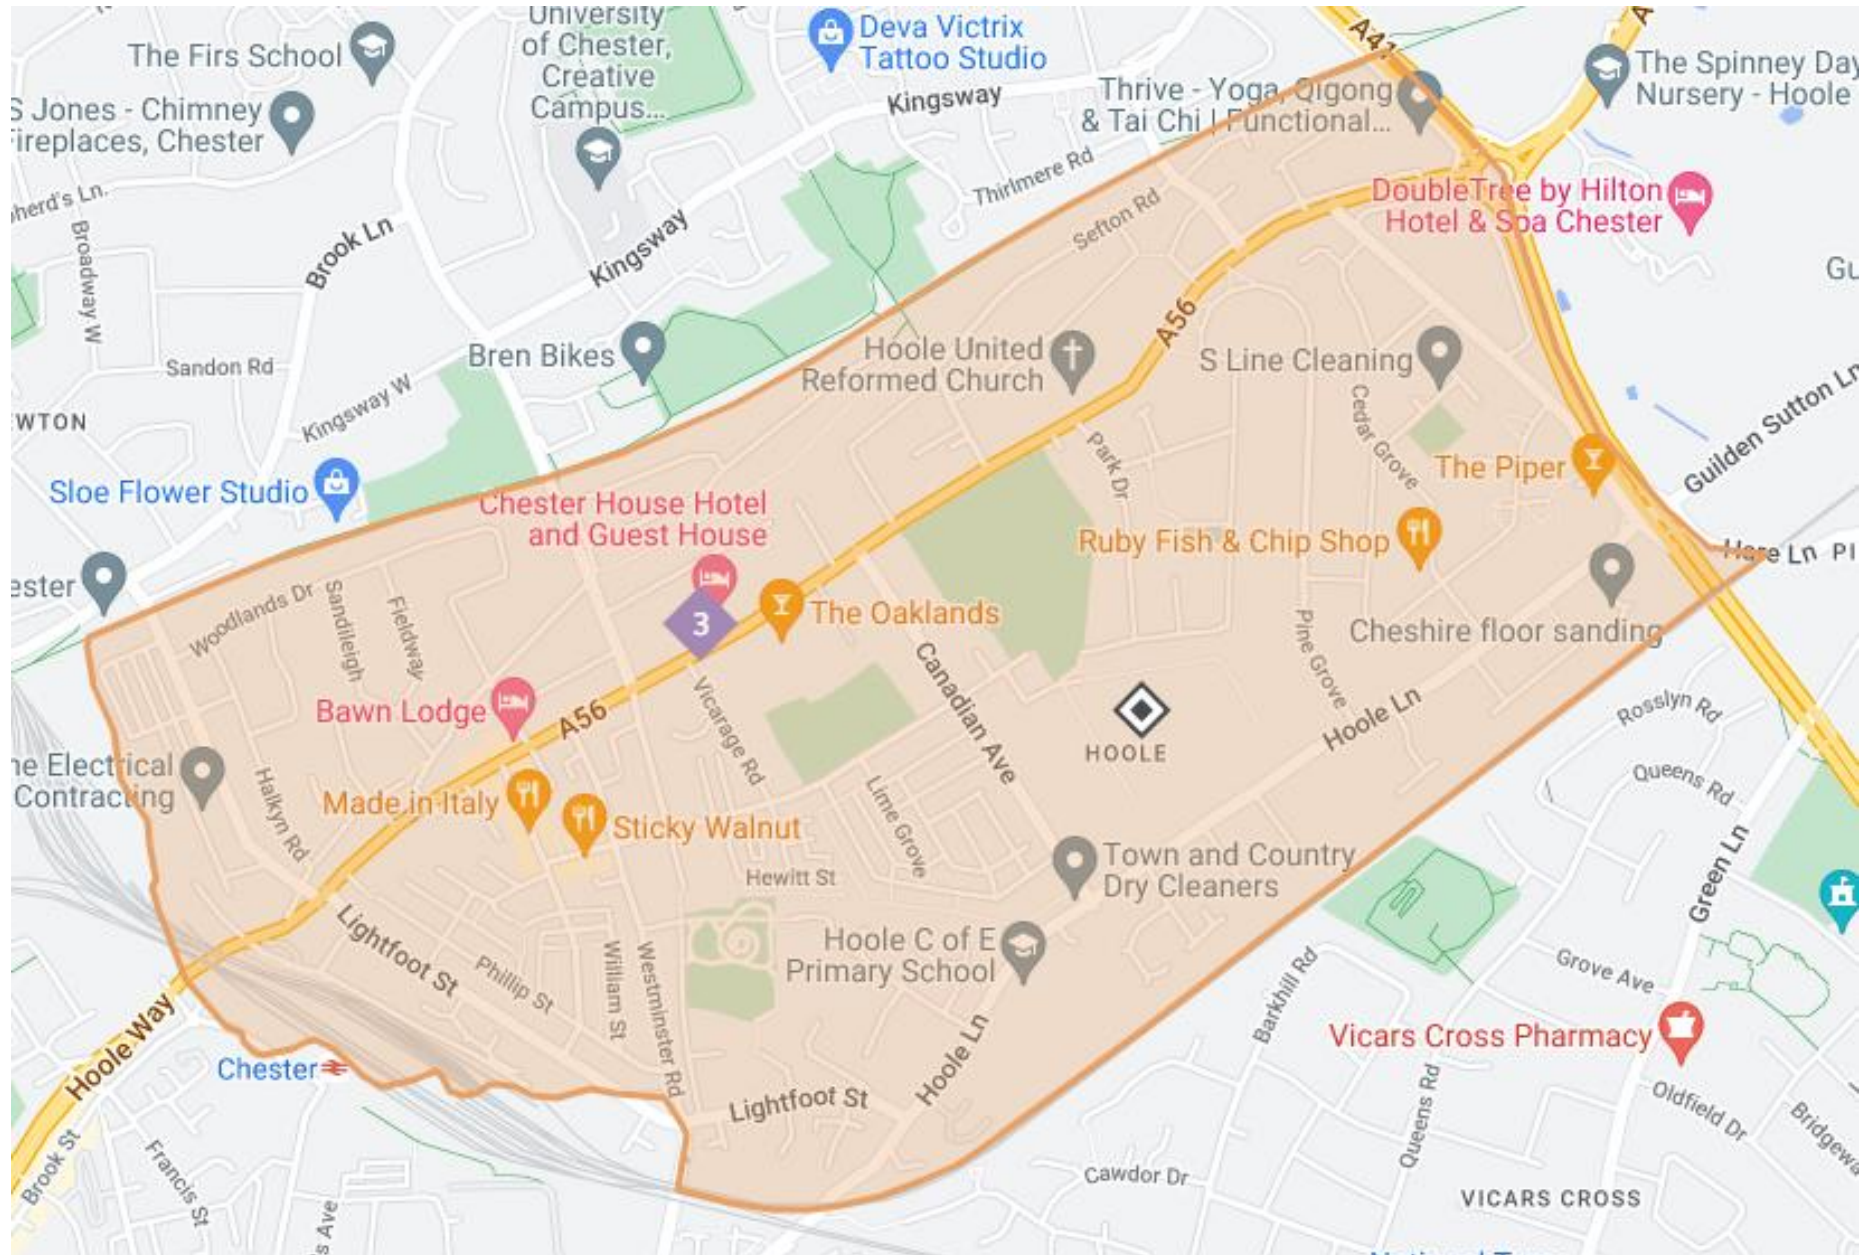 University
of Chester,
Creative
Campus...
The Firs School
Deva Victrix
Tattoo Studio
A41
Kingsway
Thrive - Yoga, Qigong
& Tai Chi | Functional...
The Spinney Day
Nursery - Hoole
S Jones - Chimney
Fireplaces, Chester
Thirlmere Rd
Sefton Rd
DoubleTree by Hilton
Hotel & Spa Chester
Broadway W
Brook Ln
Kingsway
A56
Bren Bikes
Sandon Rd
Kingsway W
Hoole United
Reformed Church
S Line Cleaning
Cedar Grove
Guilden Sutton Ln
Park Dr
The Piper
Sloe Flower Studio
Chester House Hotel
and Guest House
Ruby Fish & Chip Shop
Hare Ln
Woodlands Dr
Sandileigh
Fieldway
3
The Oaklands
Pine Grove
Cheshire floor sanding
Canadian Ave
Bawn Lodge
A56
Vicarage Rd
HOOLE
Hoole Ln
Rosslyn Rd
Queens Rd
Electrical
Contracting
Halkyn Rd
Made in Italy
Sticky Walnut
Lime Grove
Hewitt St
Town and Country
Dry Cleaners
Green Ln
Lightfoot St
Phillip St
William St
Westminster Rd
Hoole C of E
Primary School
Barkhill Rd
Grove Ave
Hoole Way
Chester
Lightfoot St
Hoole Ln
Vicars Cross Pharmacy
Queens Rd
Oldfield Dr
Brook St
Francis St
Cawdor Dr
VICARS CROSS